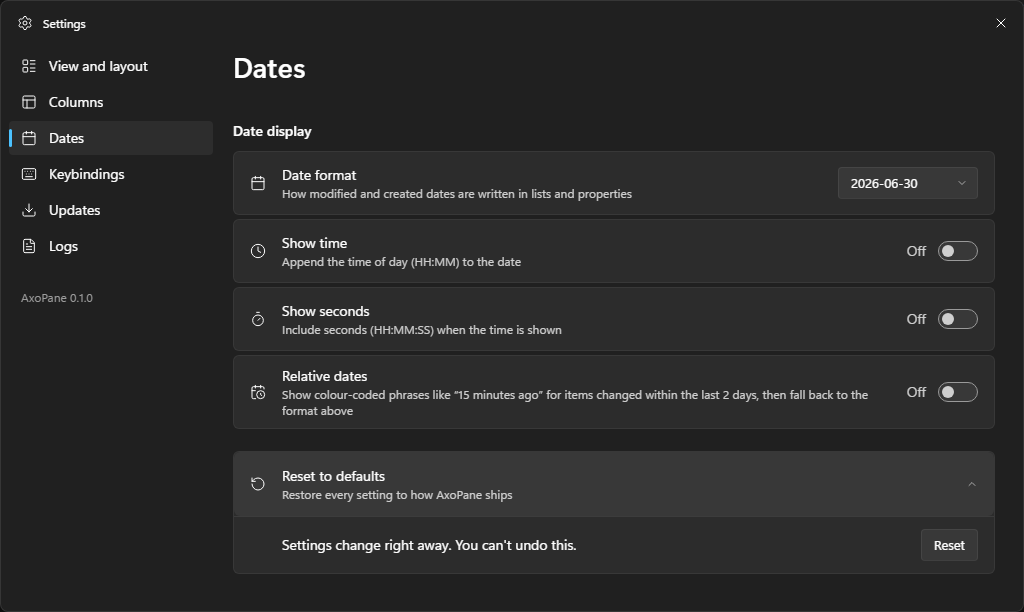 Settings
View and layout
Columns
Dates
Keybindings
Updates
Logs
AxoPane 0.1.0
Dates
Date display
Date format
How modified and created dates are written in lists and properties
2026-06-30
Show time
Append the time of day (HH:MM) to the date
Off
Show seconds
Include seconds (HH:MM:SS) when the time is shown
Off
Relative dates
Show colour-coded phrases like “15 minutes ago” for items changed within the last 2 days, then fall back to the
format above
Off
Reset to defaults
Restore every setting to how AxoPane ships
Settings change right away. You can't undo this.
Reset